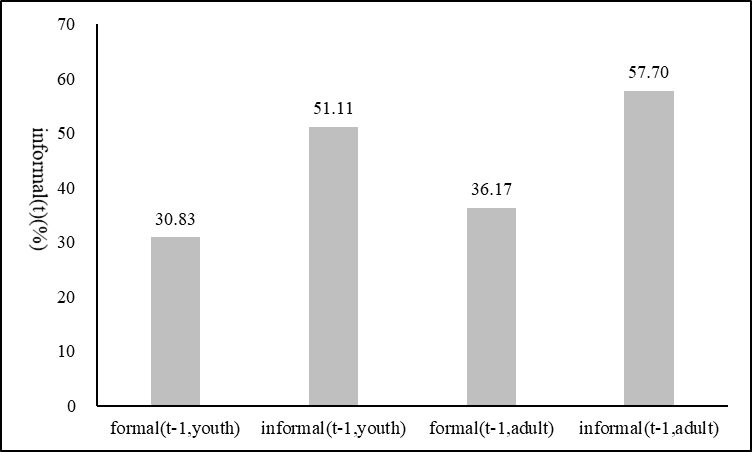 70
60
50
40
30
20
10
0
informal(t)(%)
30.83
51.11
36.17
57.70
formal(t-1,youth)
informal(t-1,youth)
formal(t-1,adult)
informal(t-1,adult)